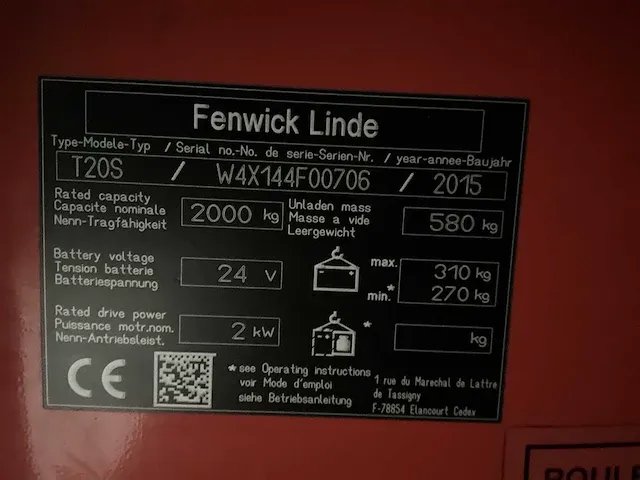 Fenwick Linde
Type-Modele-Typ / Serial no.-No. de serie-Serien-Nr. / year-annee-Baujahr
T20S / W4X144F00706 / 2015
Rated capacity
Capacite nominale
Nenn-Tragfähigkeit
2000 kg
Unladen mass
Masse a vide
Leergewicht
580 kg
Battery voltage
Tension batterie
Batteriespannung
24 V
max. 310 kg
min.* 270 kg
Rated drive power
Puissance motr.nom.
Nenn-Antriebsleist.
2 kW
* kg
CE
*see Operating instructions
voir Mode d'emploi
siehe Betriebsanleitung
1 rue du Marechal de Lattre
de Tassigny
F-78854 Elancourt Cedex